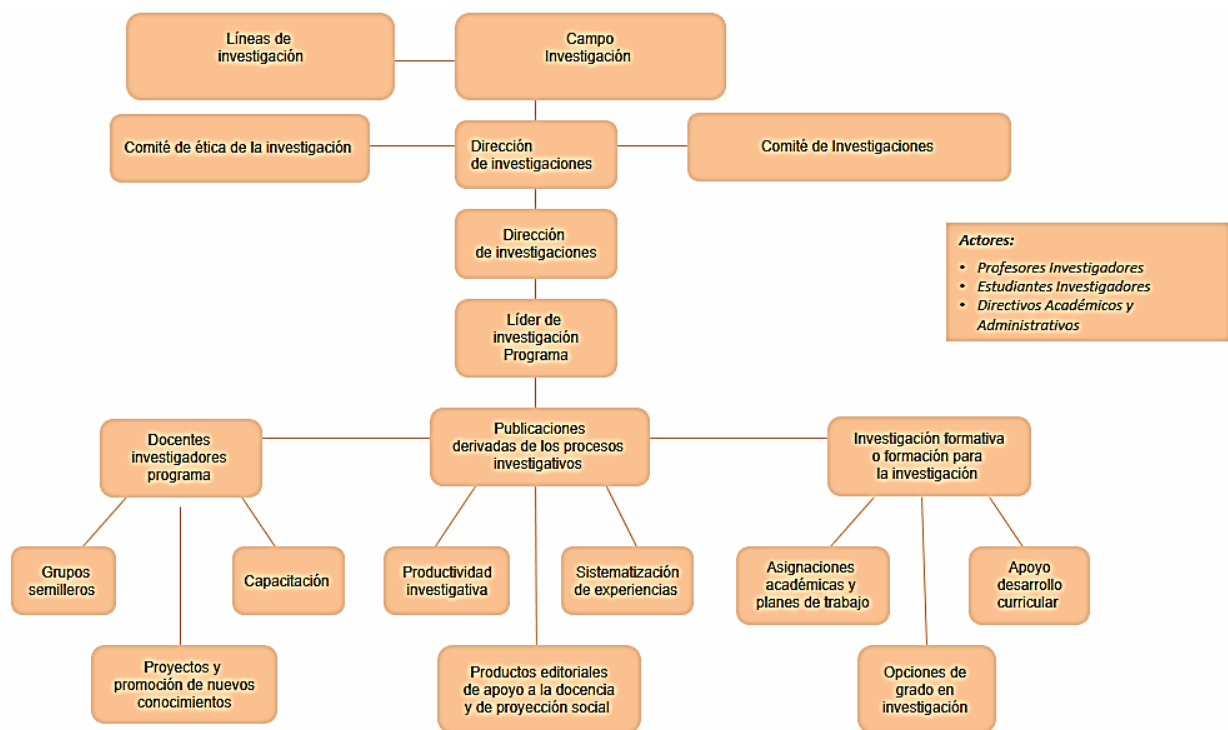 Líneas de
investigación
Campo
Investigación
Comité de ética de la investigación
Dirección
de investigaciones
Comité de Investigaciones
Dirección
de investigaciones
Actores:
• Profesores Investigadores
• Estudiantes Investigadores
• Directivos Académicos y
Administrativos
Líder de
investigación
Programa
Docentes
investigadores
programa
Publicaciones
derivadas de los procesos
investigativos
Investigación formativa
o formación para
la investigación
Grupos
semilleros
Capacitación
Productividad
investigativa
Sistematización
de experiencias
Asignaciones
académicas y
planes de trabajo
Apoyo
desarrollo
curricular
Proyectos y
promoción de nuevos
conocimientos
Productos editoriales
de apoyo a la docencia
y de proyección social
Opciones de
grado en
investigación